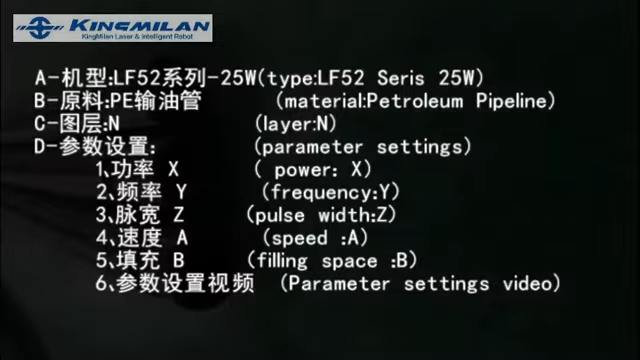 KINGMILAN
KingMilan Laser & Intelligent Robot
A-机型:LF52系列-25W(type:LF52 Seris 25W)
B-原料:PE输油管 (material:Petroleum Pipeline)
C-图层:N (layer:N)
D-参数设置: (parameter settings)
1、功率 X ( power: X)
2、频率 Y (frequency:Y)
3、脉宽 Z (pulse width:Z)
4、速度 A (speed :A)
5、填充 B (filling space :B)
6、参数设置视频 (Parameter settings video)